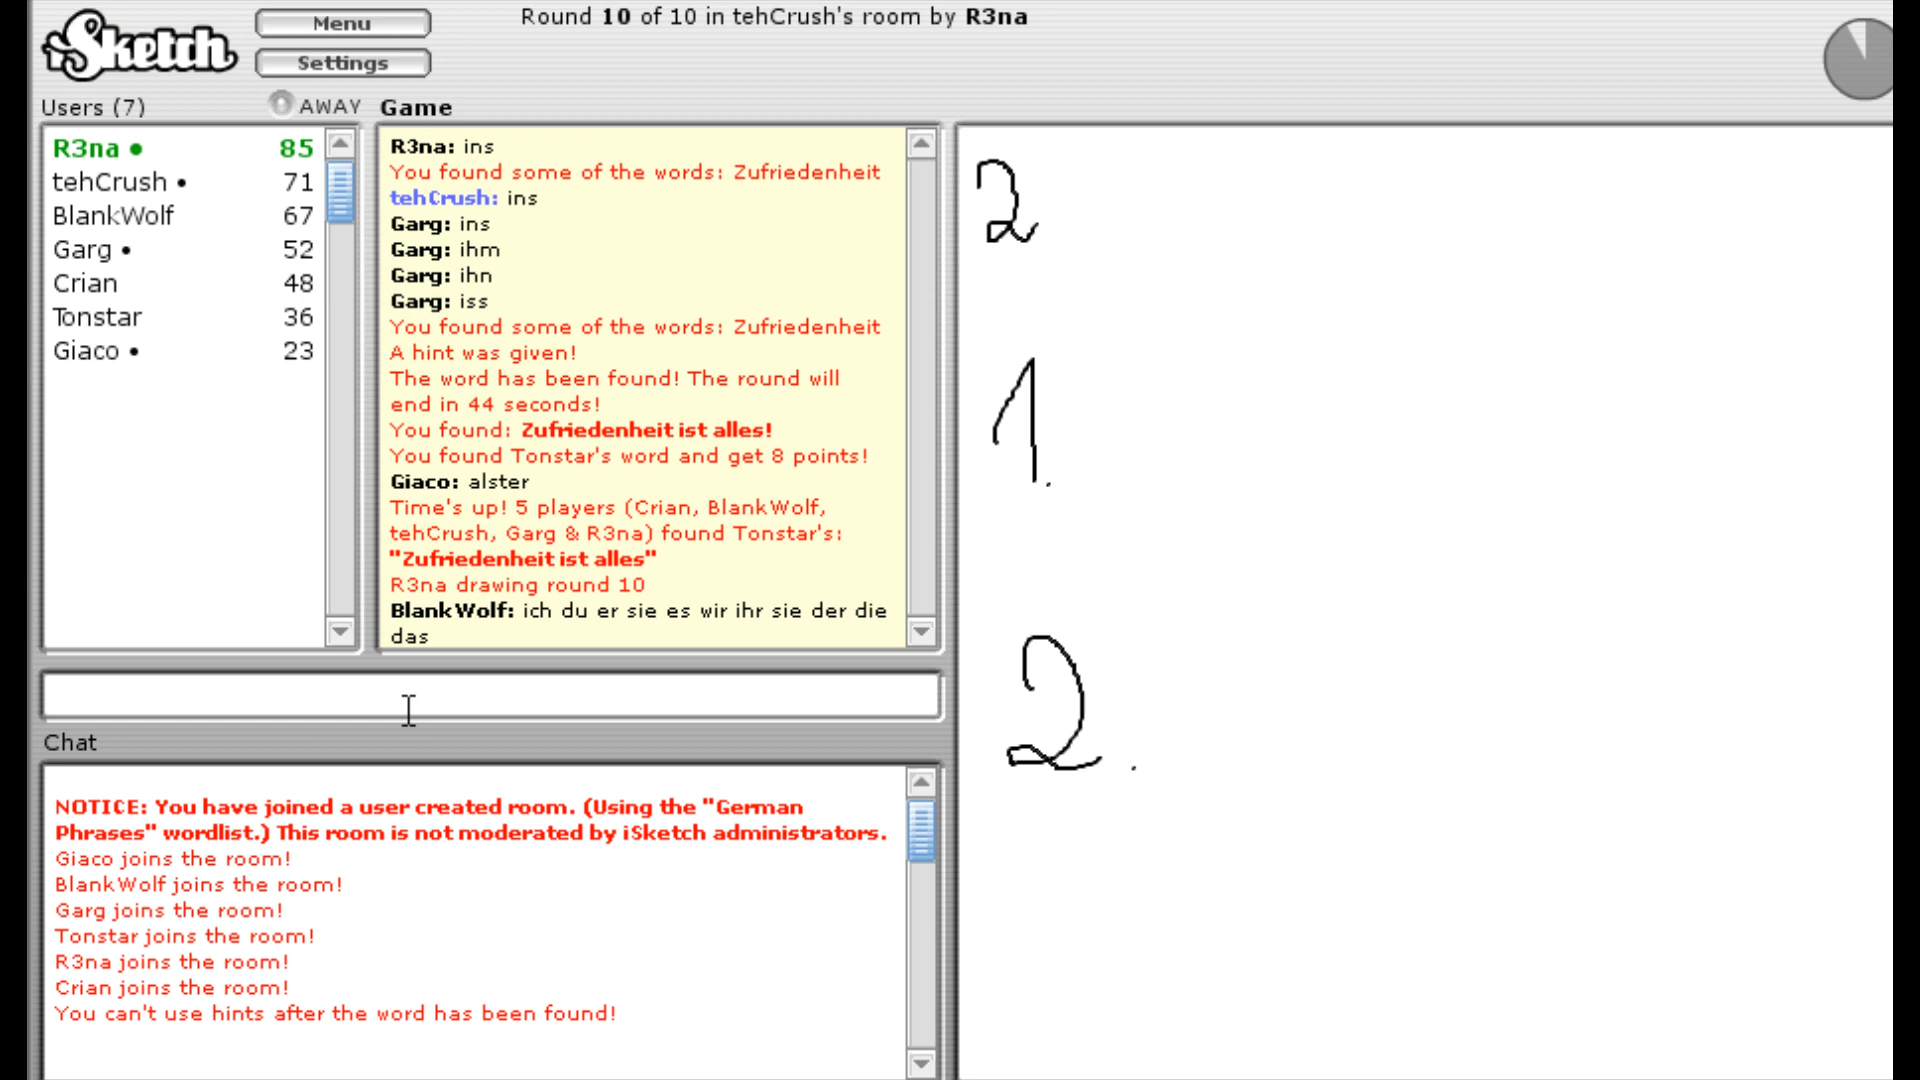 iSketch
Menu
Settings
Round 10 of 10 in tehCrush's room by R3na
Users (7)
AWAY
Game
R3na • 85
tehCrush • 71
BlankWolf 67
Garg • 52
Crian 48
Tonstar 36
Giaco • 23
R3na: ins
You found some of the words: Zufriedenheit
tehCrush: ins
Garg: ins
Garg: ihm
Garg: ihn
Garg: iss
You found some of the words: Zufriedenheit
A hint was given!
The word has been found! The round will
end in 44 seconds!
You found: Zufriedenheit ist alles!
You found Tonstar's word and get 8 points!
Giaco: alster
Time's up! 5 players (Crian, BlankWolf,
tehCrush, Garg & R3na) found Tonstar's:
"Zufriedenheit ist alles"
R3na drawing round 10
BlankWolf: ich du er sie es wir ihr sie der die
das
2
1.
2.
Chat
NOTICE: You have joined a user created room. (Using the "German
Phrases" wordlist.) This room is not moderated by iSketch administrators.
Giaco joins the room!
BlankWolf joins the room!
Garg joins the room!
Tonstar joins the room!
R3na joins the room!
Crian joins the room!
You can't use hints after the word has been found!